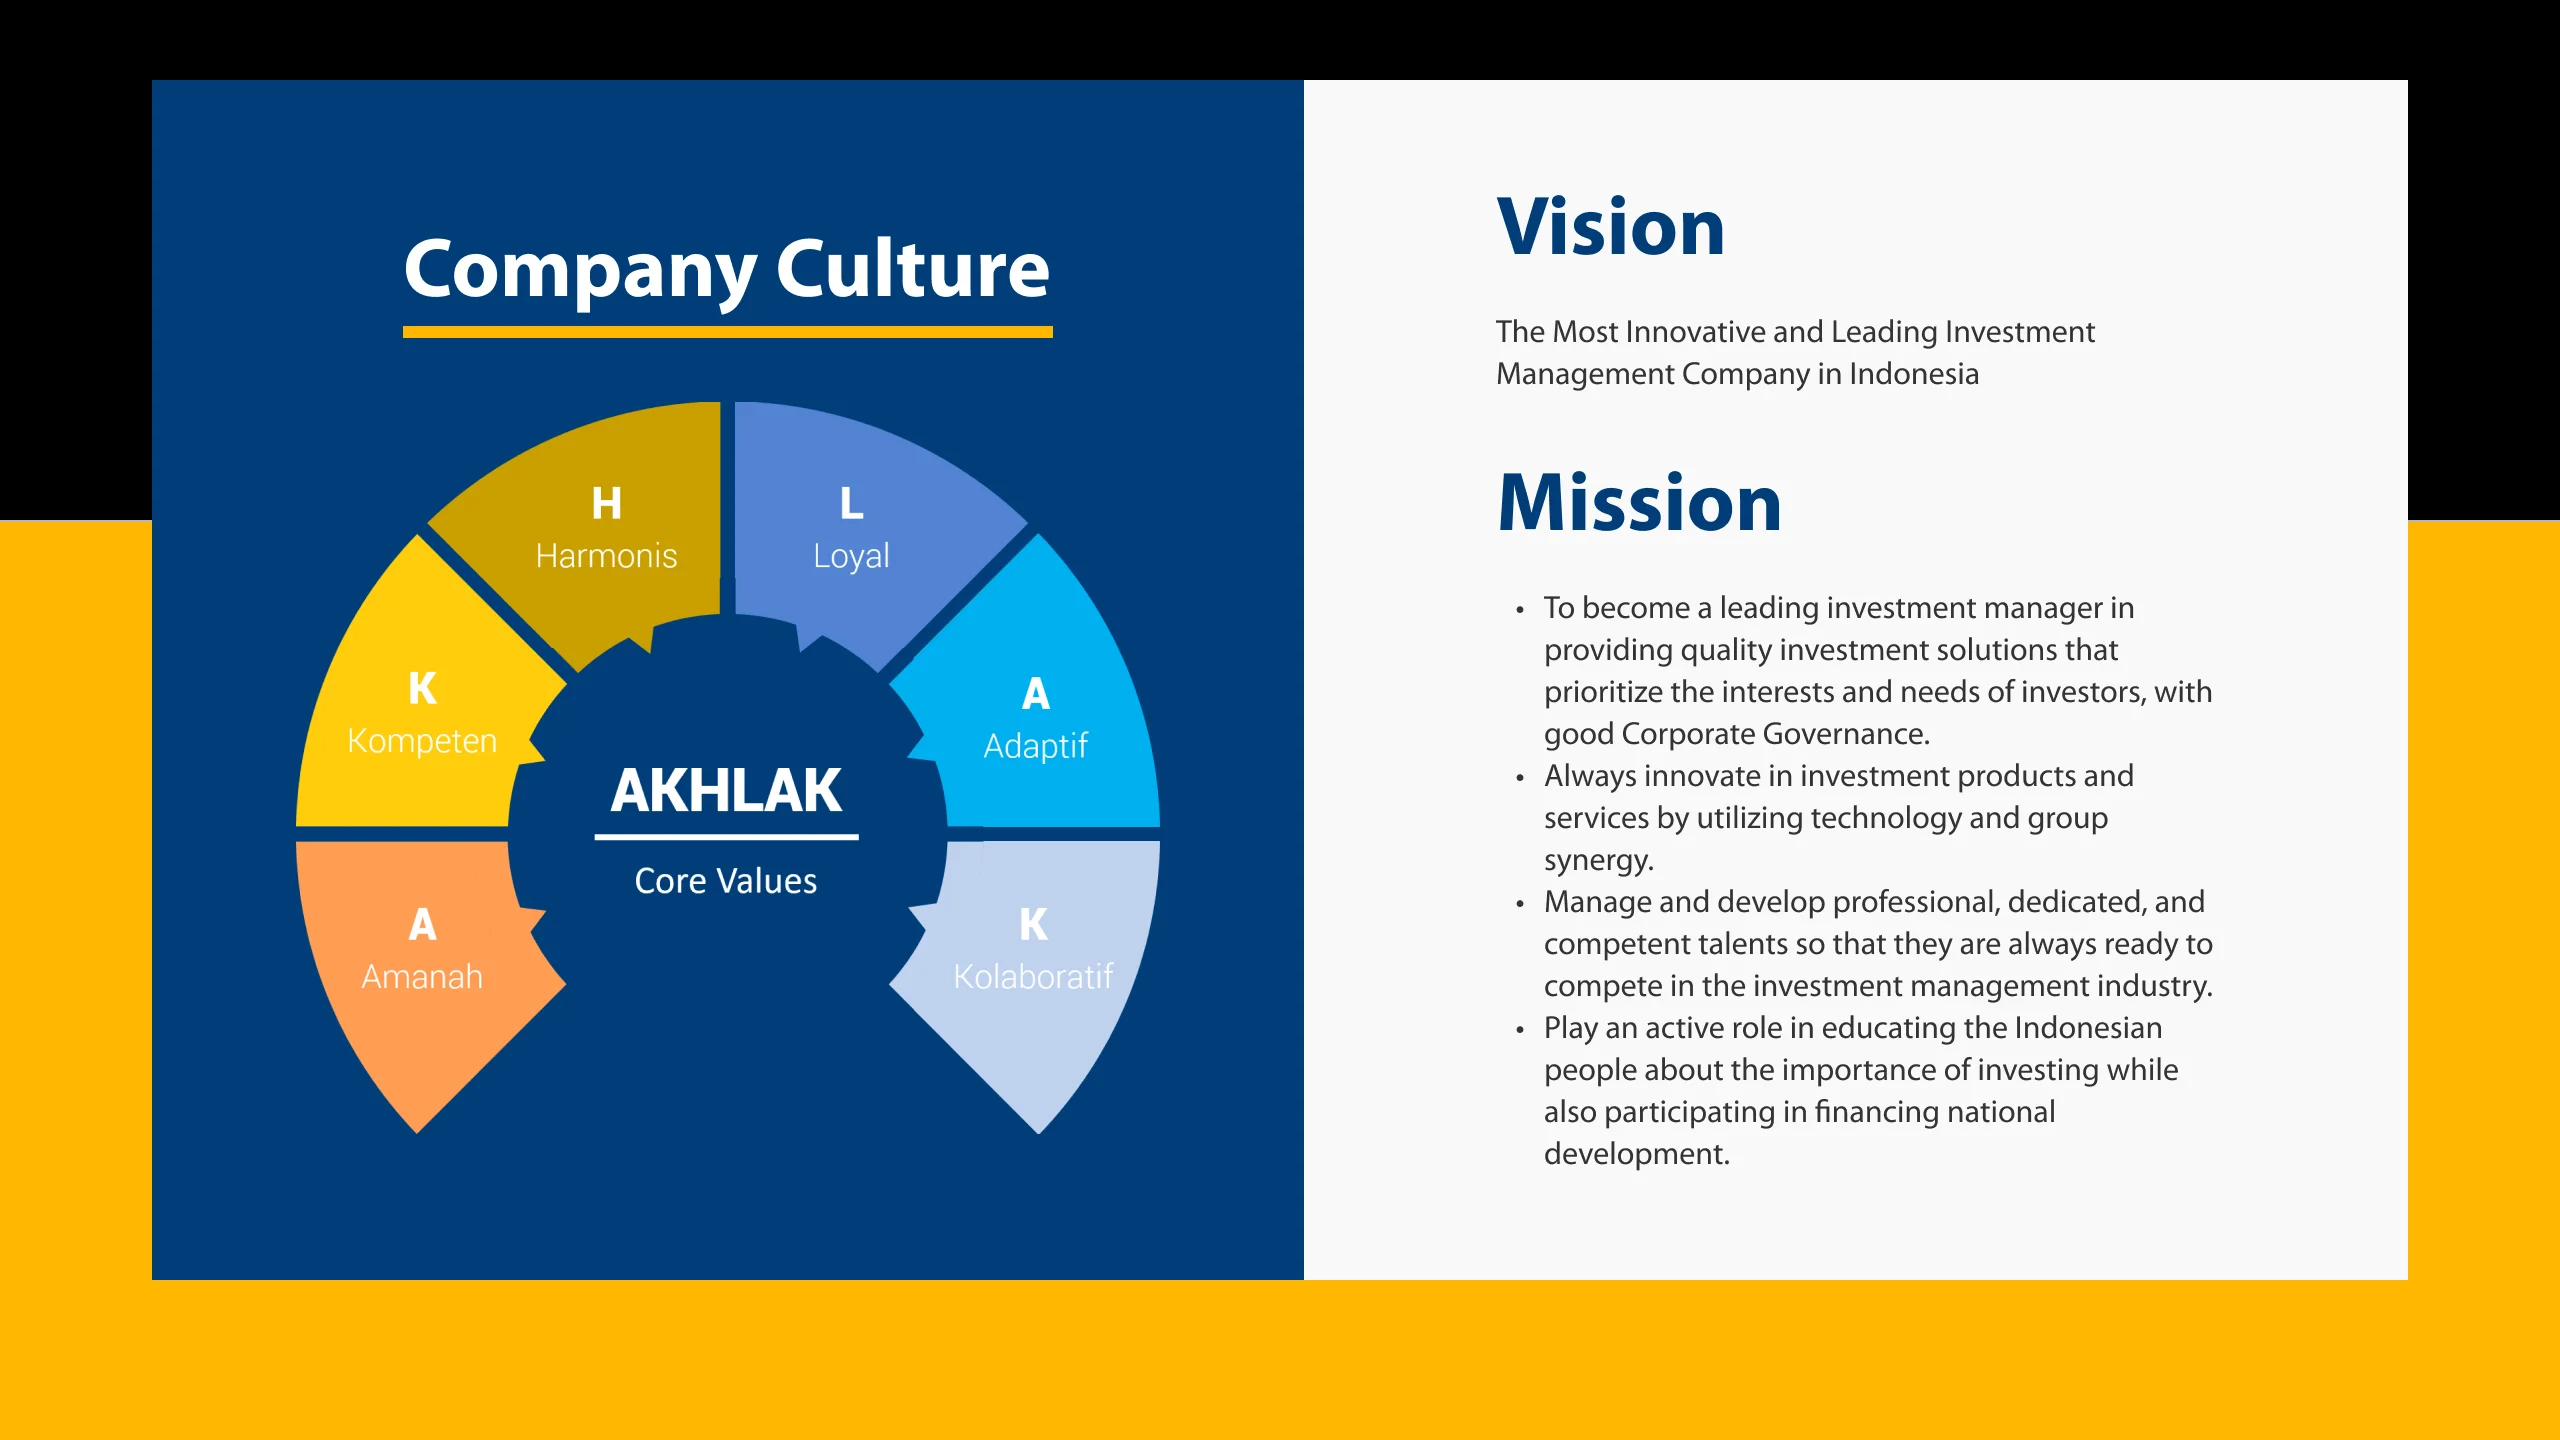 Company Culture
H
Harmonis
L
Loyal
K
Kompeten
A
Adaptif
AKHLAK
Core Values
A
Amanah
K
Kolaboratif
Vision
The Most Innovative and Leading Investment
Management Company in Indonesia
Mission
• To become a leading investment manager in
providing quality investment solutions that
prioritize the interests and needs of investors, with
good Corporate Governance.
• Always innovate in investment products and
services by utilizing technology and group
synergy.
• Manage and develop professional, dedicated, and
competent talents so that they are always ready to
compete in the investment management industry.
• Play an active role in educating the Indonesian
people about the importance of investing while
also participating in financing national
development.